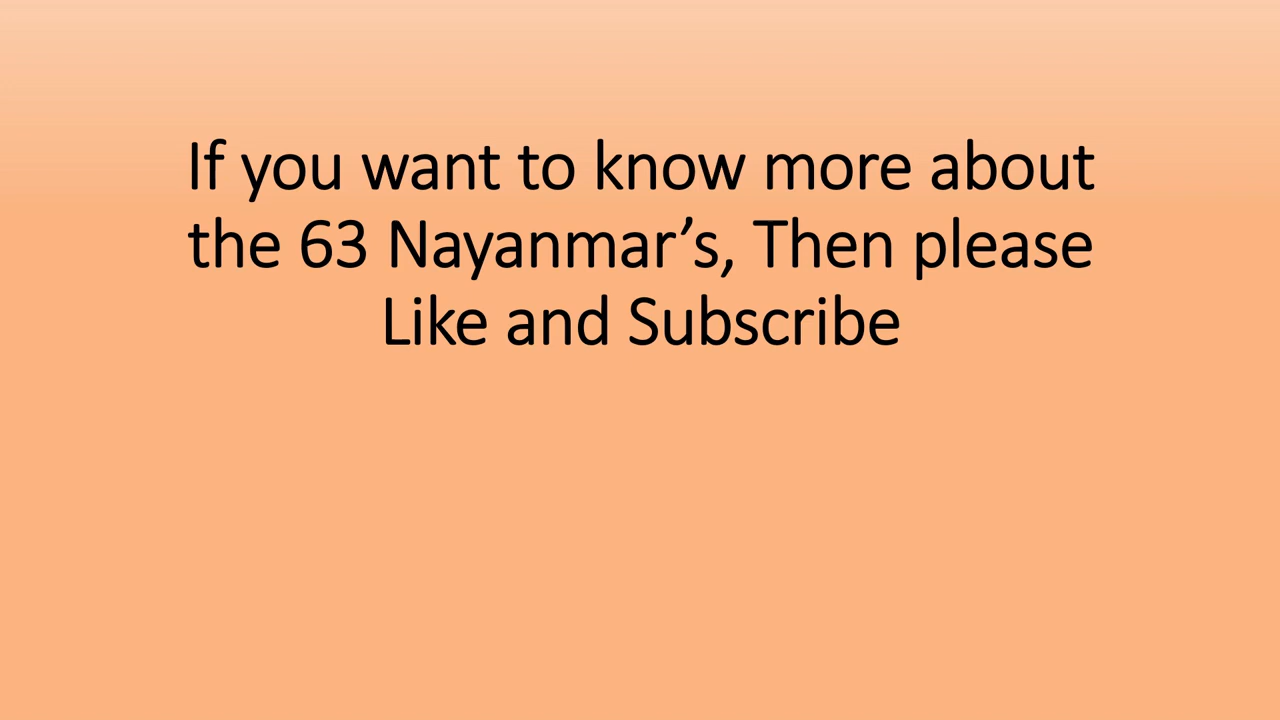 If you want to know more about
the 63 Nayanmar’s, Then please
Like and Subscribe